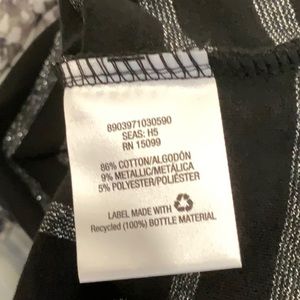 8903971030590
SEAS: H5
RN 15099
86% COTTON/ALGODÓN
9% METALLIC/METÁLICA
5% POLYESTER/POLIÉSTER
LABEL MADE WITH
Recycled (100%) BOTTLE MATERIAL